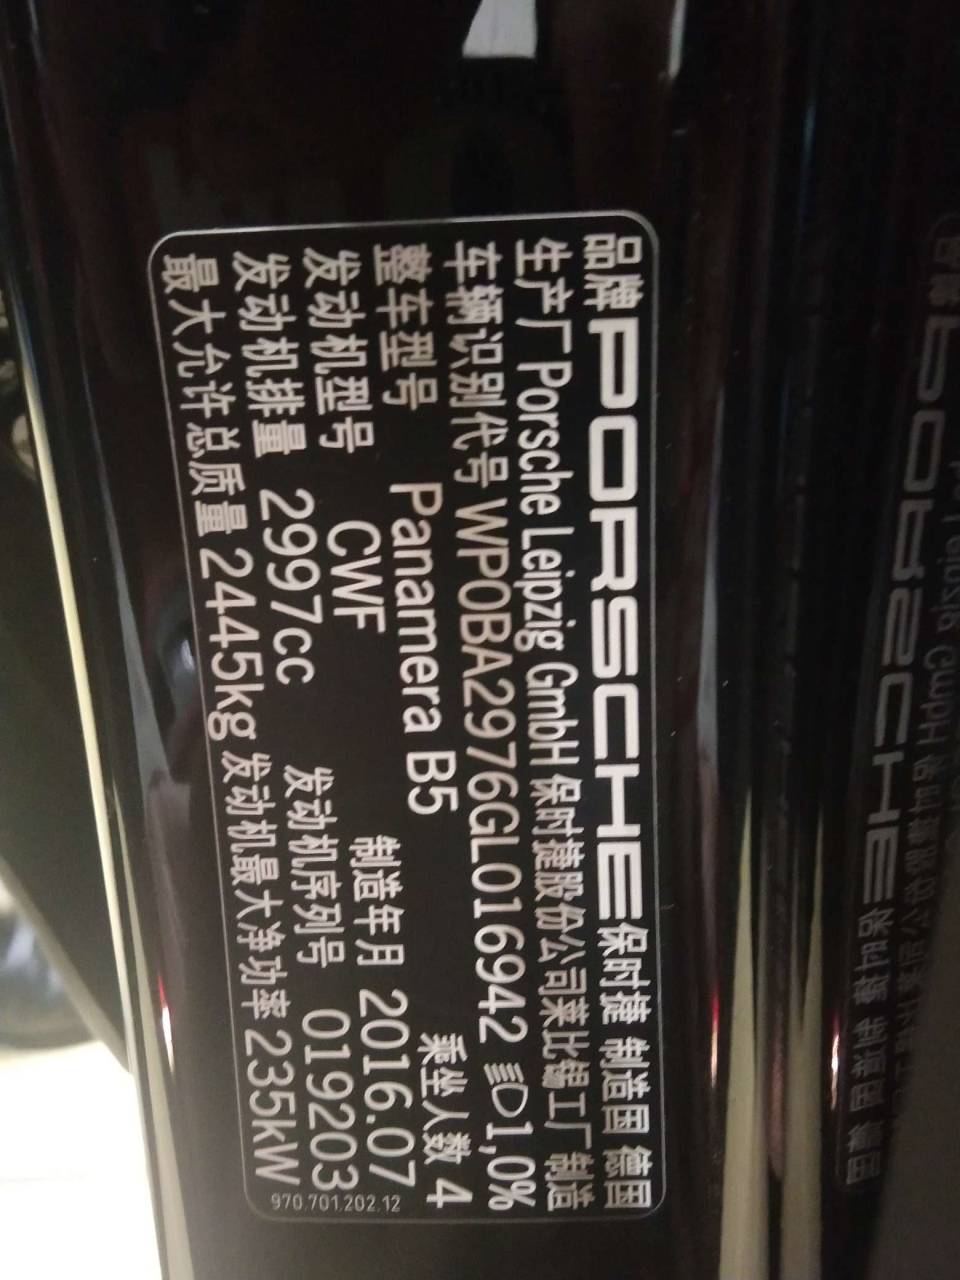 品牌 PORSCHE 保时捷 制造国 德国
生产厂 Porsche Leipzig GmbH 保时捷股份公司莱比锡工厂制造
车辆识别代号 WP0BA2976GL016942 1,0%
整车型号 Panamera B5 乘坐人数 4
发动机型号 CWF 制造年月 2016.07
发动机排量 2997cc 发动机序列号 019203
最大允许总质量 2445kg 发动机最大净功率 235kW
970.701.202.12